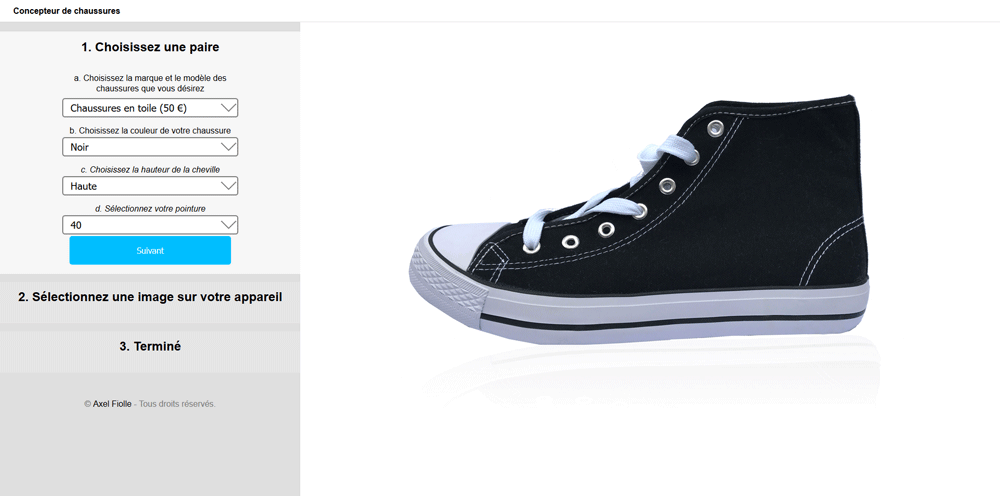 Concepteur de chaussures
1. Choisissez une paire
a. Choisissez la marque et le modèle des
chaussures que vous désirez
Chaussures en toile (50 €)
b. Choisissez la couleur de votre chaussure
Noir
c. Choisissez la hauteur de la cheville
Haute
d. Sélectionnez votre pointure
40
Suivant
2. Sélectionnez une image sur votre appareil
3. Terminé
© Axel Fiolle - Tous droits réservés.